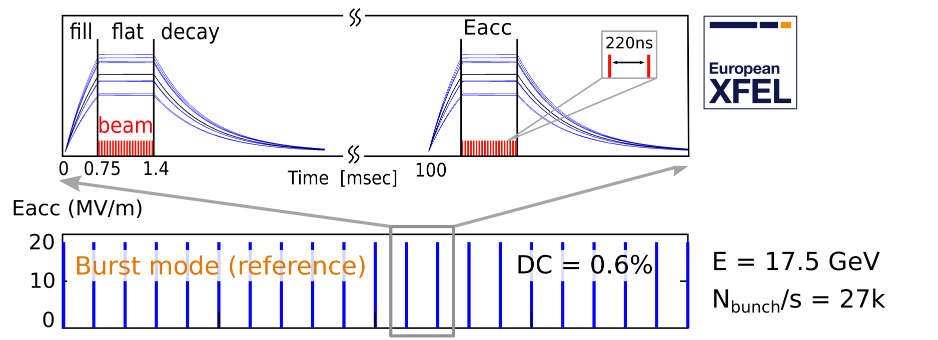 fill flat decay
Eacc
220ns
European
XFEL
beam
0 0.75 1.4
100
Time [msec]
Eacc (MV/m)
20
10
0
Burst mode (reference)
DC = 0.6%
E = 17.5 GeV
Nbunch/s = 27k